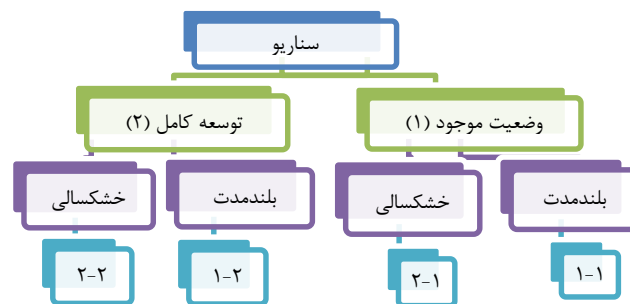 سناریو
وضعیت موجود (۱)
توسعه کامل (۲)
بلندمدت
خشکسالی
بلندمدت
خشکسالی
۱-۱
۲-۱
۱-۲
۲-۲